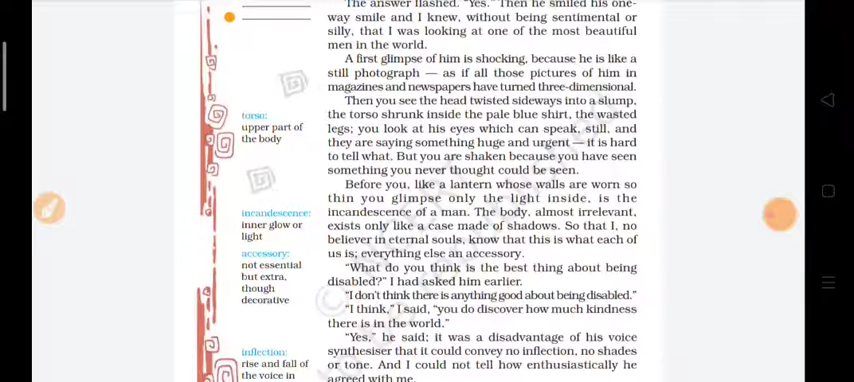 The answer flashed. "Yes." Then he smiled his one-
way smile and I knew, without being sentimental or
silly, that I was looking at one of the most beautiful
men in the world.
A first glimpse of him is shocking, because he is like a
still photograph — as if all those pictures of him in
magazines and newspapers have turned three-dimensional.
Then you see the head twisted sideways into a slump,
the torso shrunk inside the pale blue shirt, the wasted
legs; you look at his eyes which can speak, still, and
they are saying something huge and urgent — it is hard
to tell what. But you are shaken because you have seen
something you never thought could be seen.
Before you, like a lantern whose walls are worn so
thin you glimpse only the light inside, is the
incandescence of a man. The body, almost irrelevant,
exists only like a case made of shadows. So that I, no
believer in eternal souls, know that this is what each of
us is; everything else an accessory.
"What do you think is the best thing about being
disabled?" I had asked him earlier.
"I don't think there is anything good about being disabled."
"I think," I said, "you do discover how much kindness
there is in the world."
"Yes," he said; it was a disadvantage of his voice
synthesiser that it could convey no inflection, no shades
or tone. And I could not tell how enthusiastically he
agreed with me.
torso:
upper part of
the body
incandescence:
inner glow or
light
accessory:
not essential
but extra,
though
decorative
inflection:
rise and fall of
the voice in